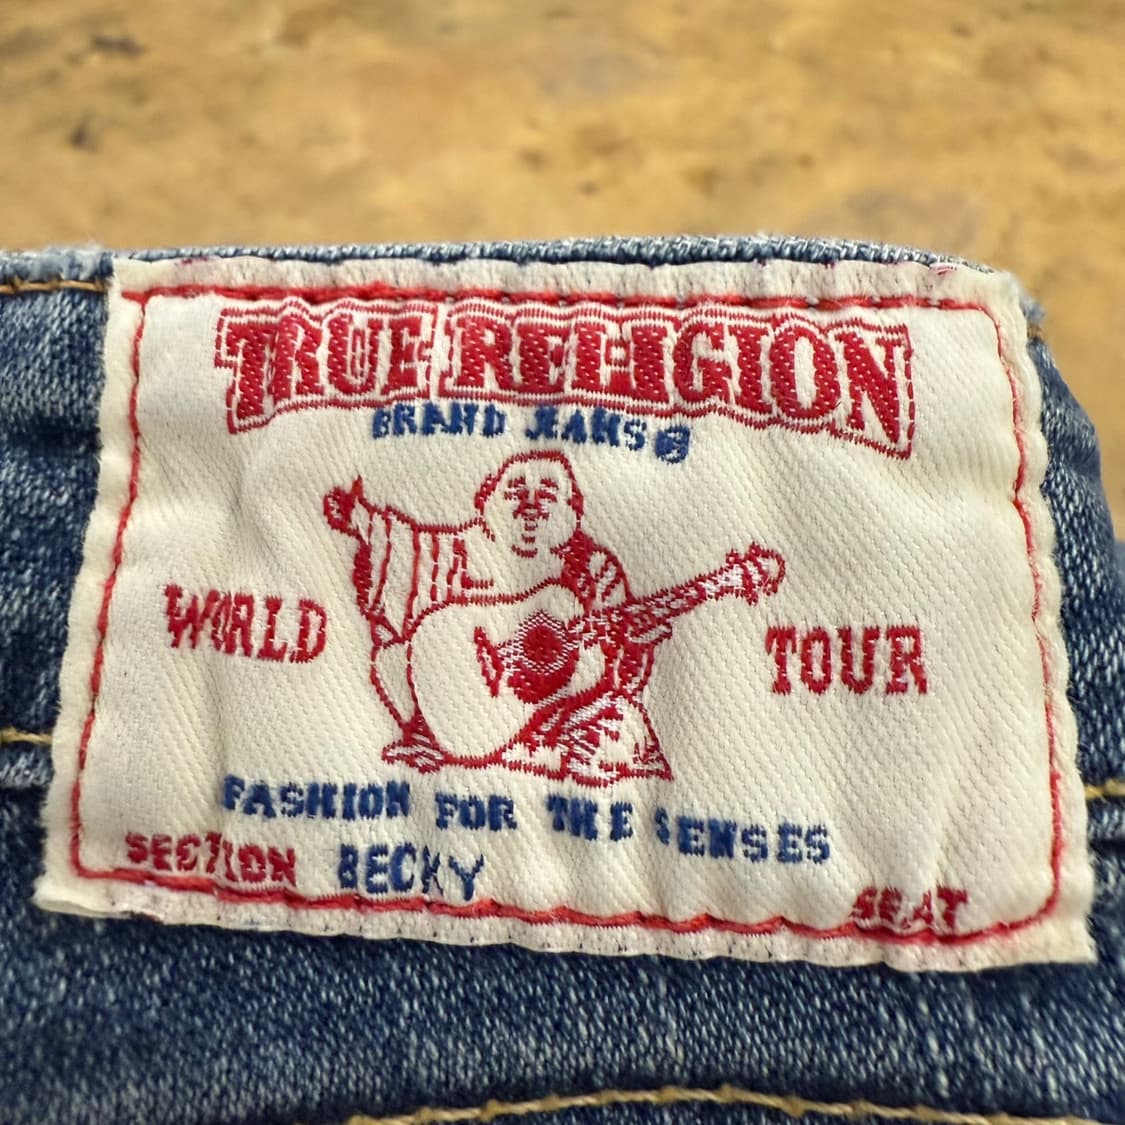 TRUE RELIGION
BRAND JEANS®
WORLD TOUR
FASHION FOR THE SENSES
SECTION BECKY
SEAT